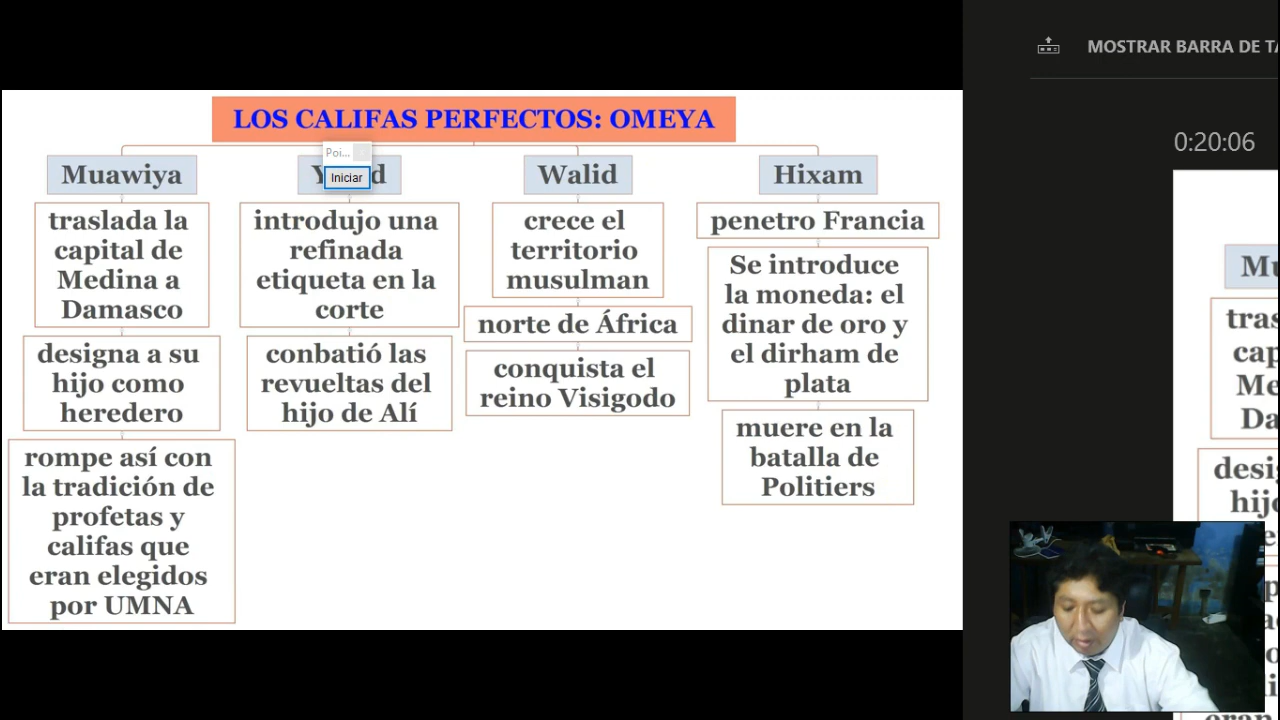 LOS CALIFAS PERFECTOS: OMEYA
Muawiya
traslada la
capital de
Medina a
Damasco
designa a su
hijo como
heredero
rompe así con
la tradición de
profetas y
califas que
eran elegidos
por UMNA
Poi...
Iniciar
introdujo una
refinada
etiqueta en la
corte
conbatió las
revueltas del
hijo de Alí
Walid
crece el
territorio
musulman
norte de África
conquista el
reino Visigodo
Hixam
penetro Francia
Se introduce
la moneda: el
dinar de oro y
el dirham de
plata
muere en la
batalla de
Politiers
MOSTRAR BARRA DE
0:20:06